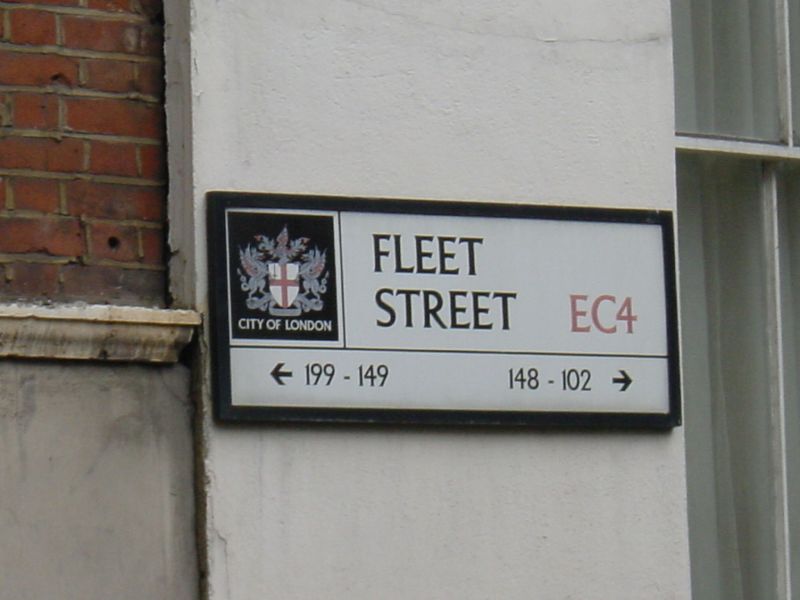 FLEET
STREET
EC4
CITY OF LONDON
← 199 - 149
148 - 102 →